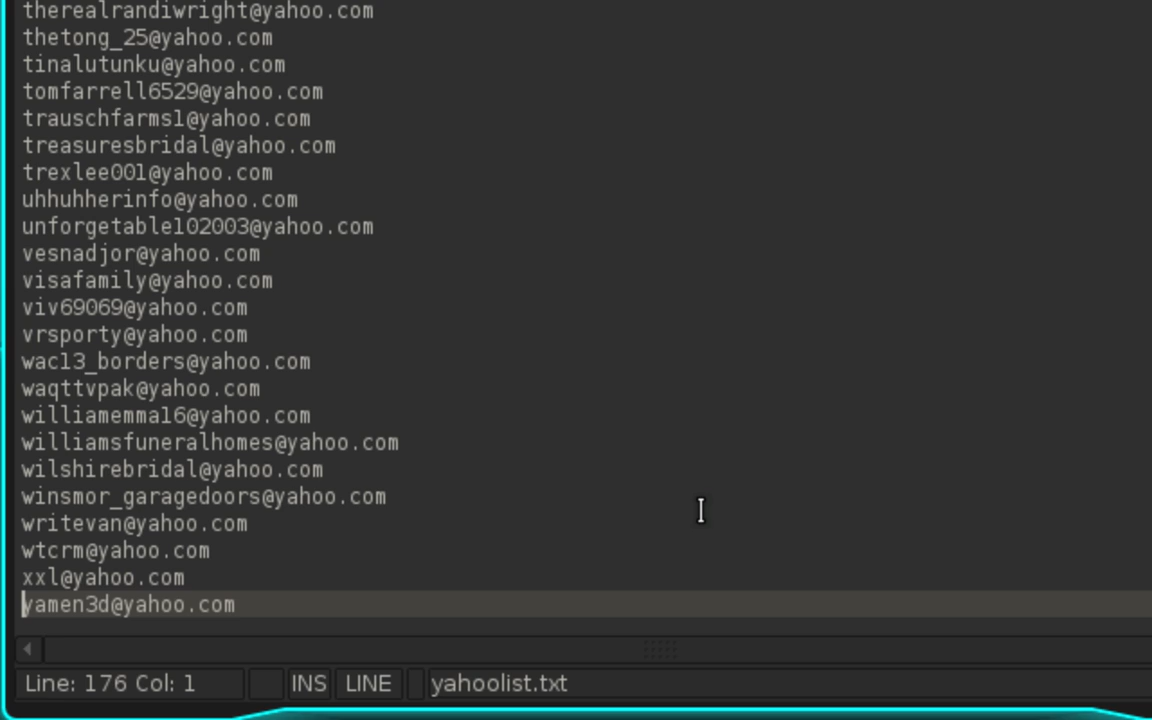 therealrandiwright@yahoo.com
thetong_25@yahoo.com
tinalutunku@yahoo.com
tomfarrell6529@yahoo.com
trauschfarms1@yahoo.com
treasuresbridal@yahoo.com
trexlee001@yahoo.com
uhhuhherinfo@yahoo.com
unforgetable102003@yahoo.com
vesnadjor@yahoo.com
visafamily@yahoo.com
viv69069@yahoo.com
vrsporty@yahoo.com
wac13_borders@yahoo.com
waqttvpak@yahoo.com
williamemma16@yahoo.com
williamsfuneralhomes@yahoo.com
wilshirebridal@yahoo.com
winsmor_garagedoors@yahoo.com
writevan@yahoo.com
wtcrm@yahoo.com
xxl@yahoo.com
yamen3d@yahoo.com
Line: 176 Col: 1 INS LINE yahoolist.txt